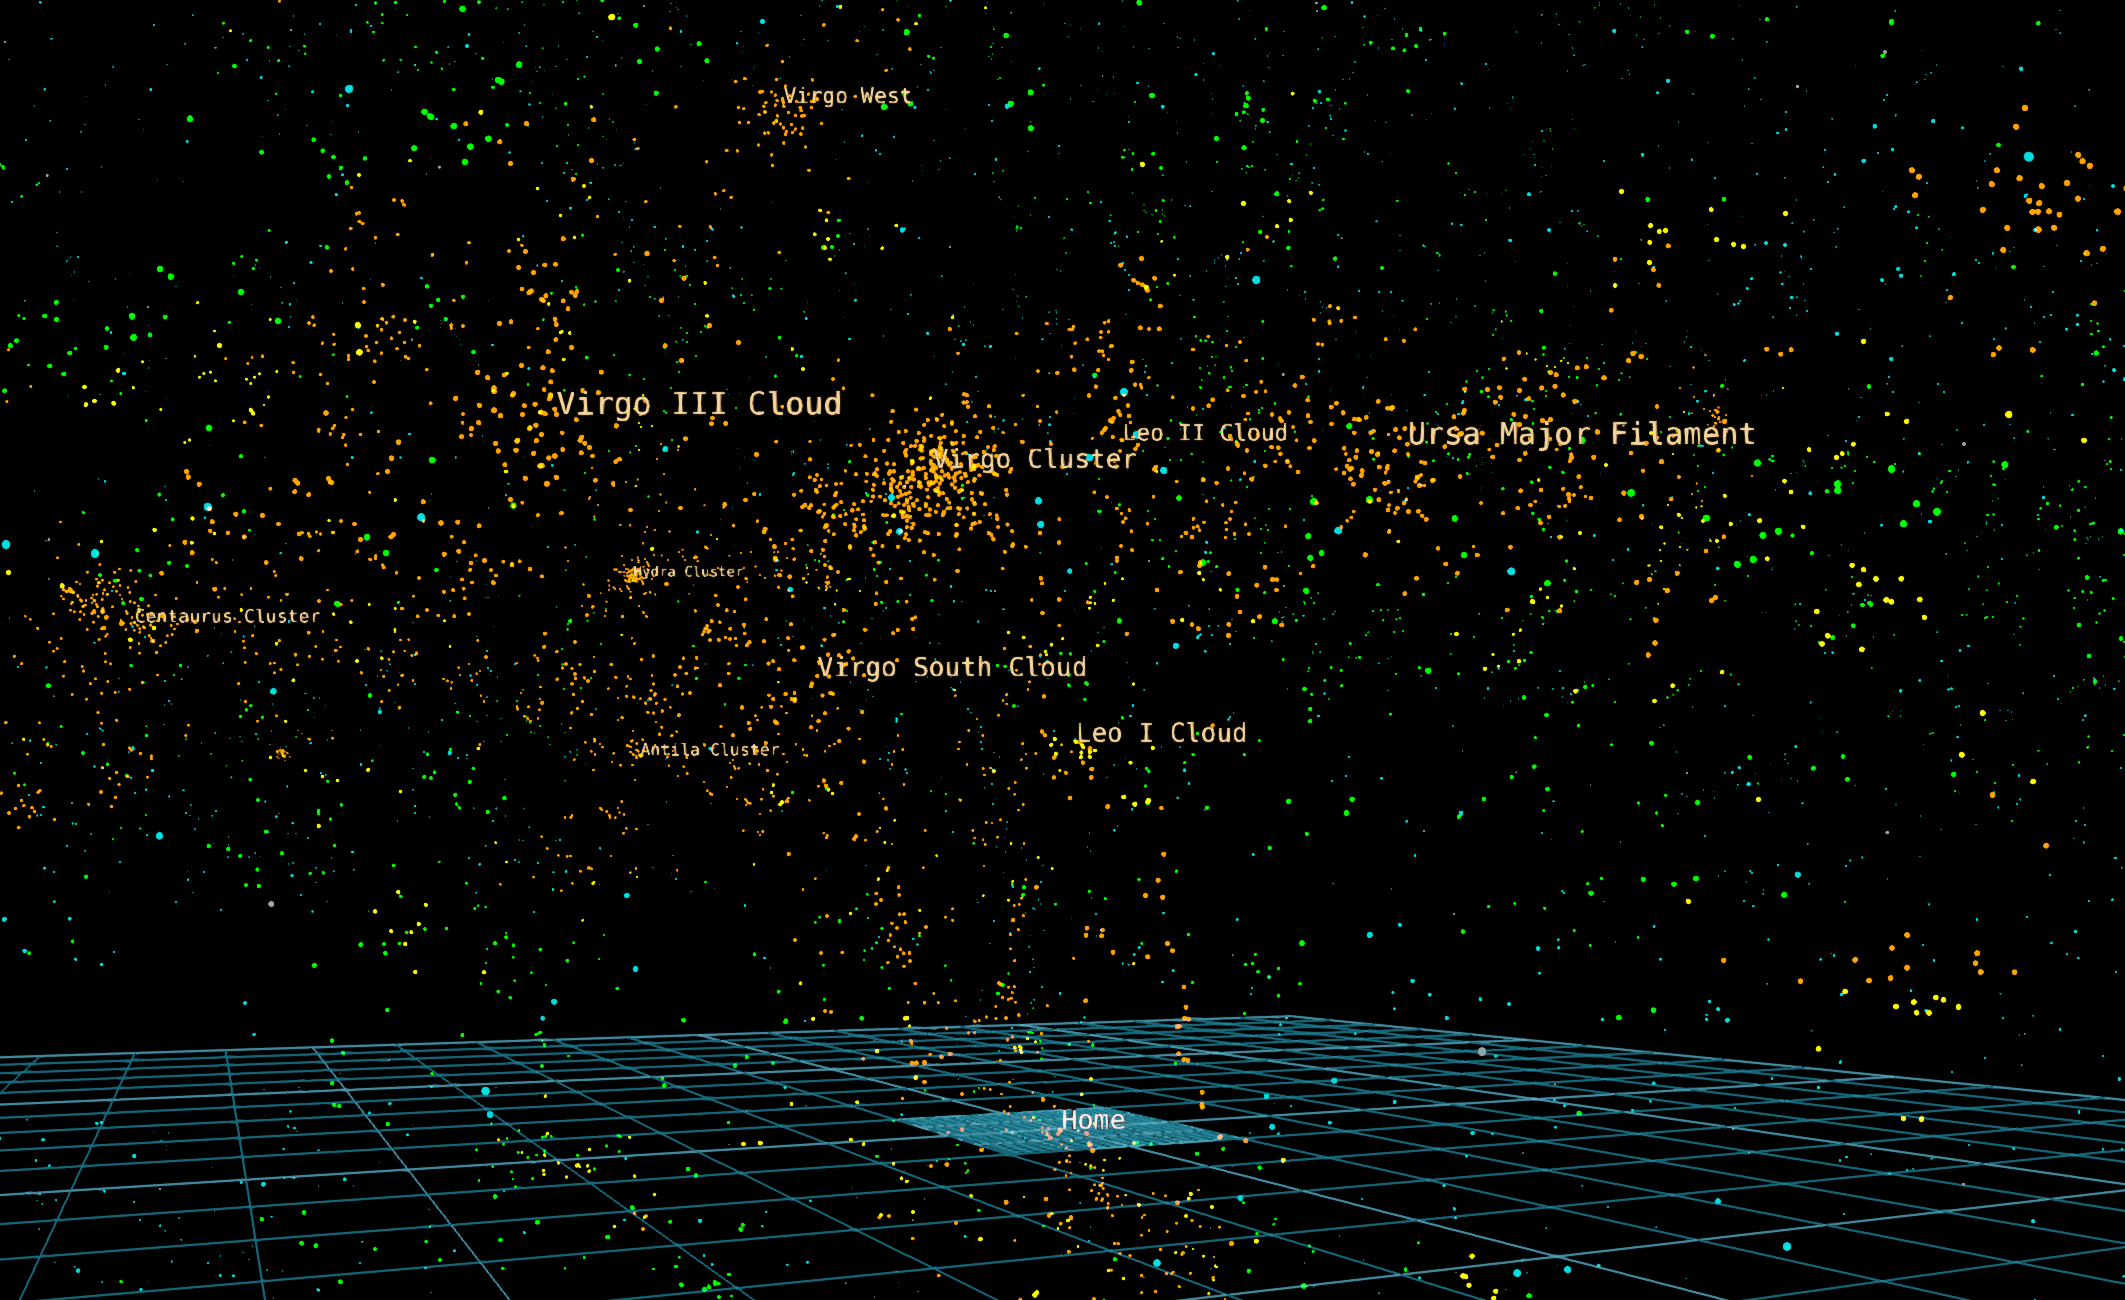 Virgo West
Virgo III Cloud
Leo II Cloud
Ursa Major Filament
Virgo Cluster
Hydra Cluster
Centaurus Cluster
Virgo South Cloud
Leo I Cloud
Antila Cluster
Home